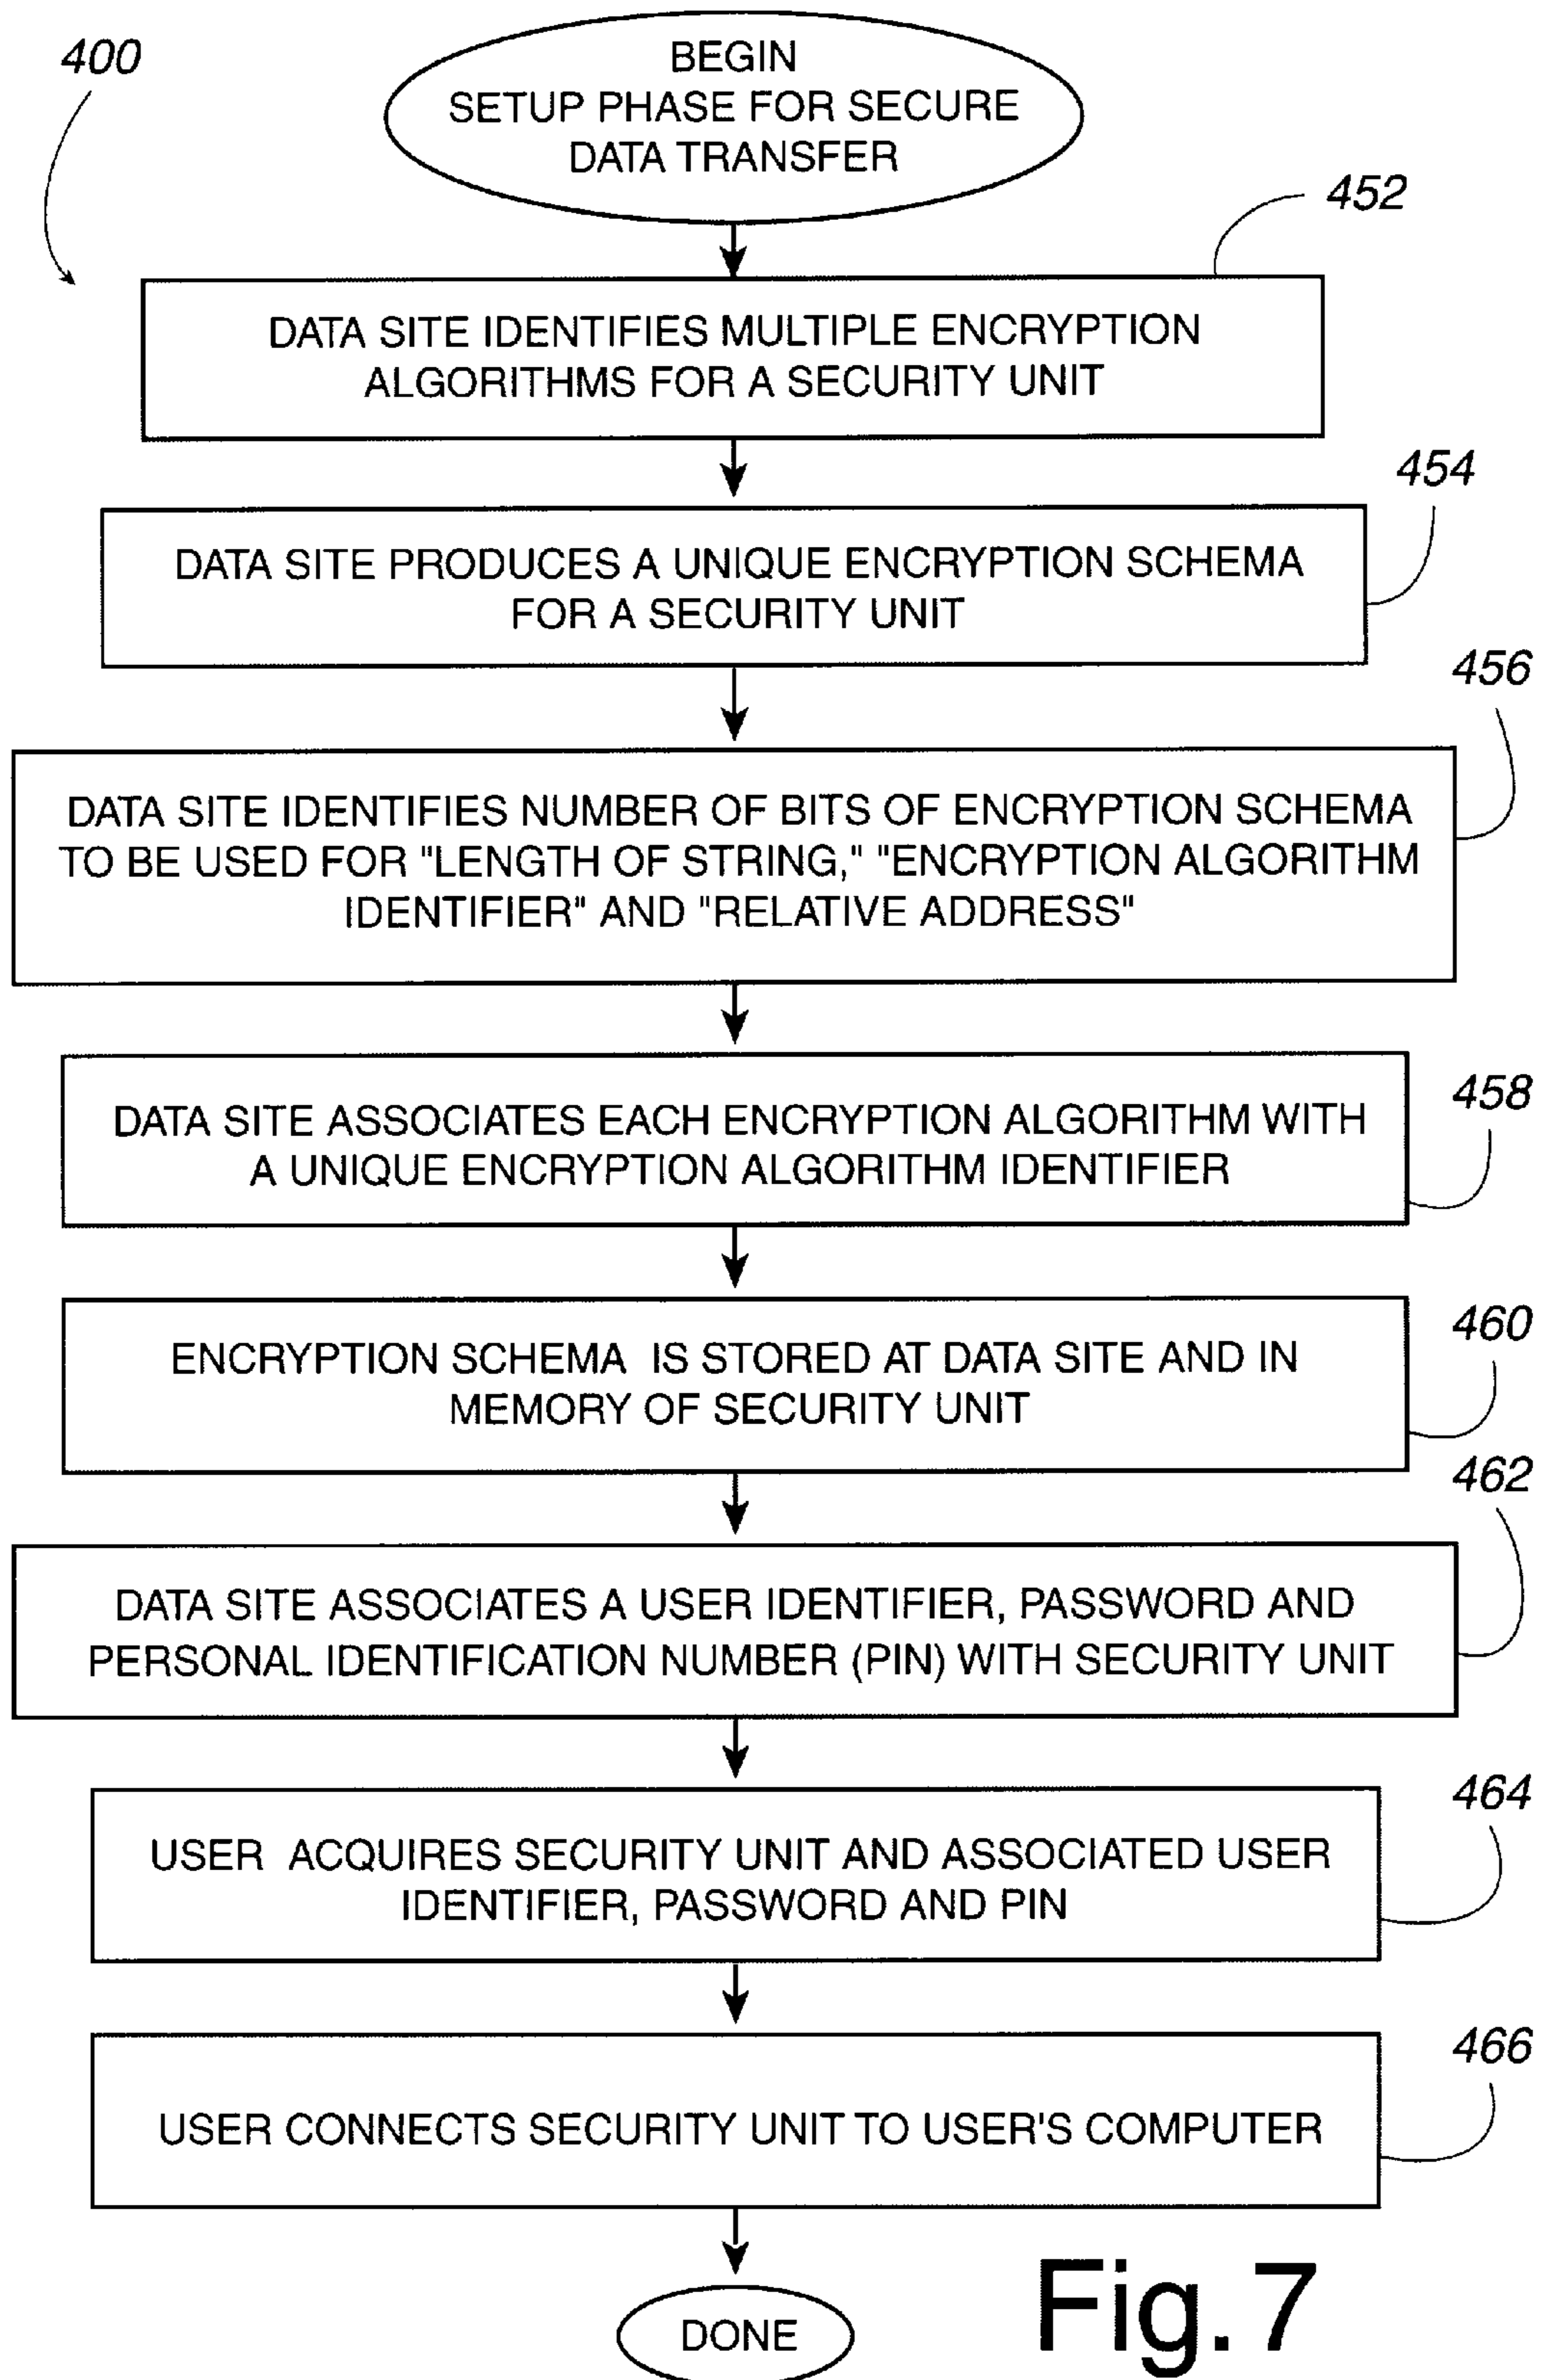 400
BEGIN
SETUP PHASE FOR SECURE
DATA TRANSFER
452
DATA SITE IDENTIFIES MULTIPLE ENCRYPTION
ALGORITHMS FOR A SECURITY UNIT
454
DATA SITE PRODUCES A UNIQUE ENCRYPTION SCHEMA
FOR A SECURITY UNIT
456
DATA SITE IDENTIFIES NUMBER OF BITS OF ENCRYPTION SCHEMA
TO BE USED FOR "LENGTH OF STRING," "ENCRYPTION ALGORITHM
IDENTIFIER" AND "RELATIVE ADDRESS"
458
DATA SITE ASSOCIATES EACH ENCRYPTION ALGORITHM WITH
A UNIQUE ENCRYPTION ALGORITHM IDENTIFIER
460
ENCRYPTION SCHEMA IS STORED AT DATA SITE AND IN
MEMORY OF SECURITY UNIT
462
DATA SITE ASSOCIATES A USER IDENTIFIER, PASSWORD AND
PERSONAL IDENTIFICATION NUMBER (PIN) WITH SECURITY UNIT
464
USER ACQUIRES SECURITY UNIT AND ASSOCIATED USER
IDENTIFIER, PASSWORD AND PIN
466
USER CONNECTS SECURITY UNIT TO USER'S COMPUTER
DONE
Fig.7